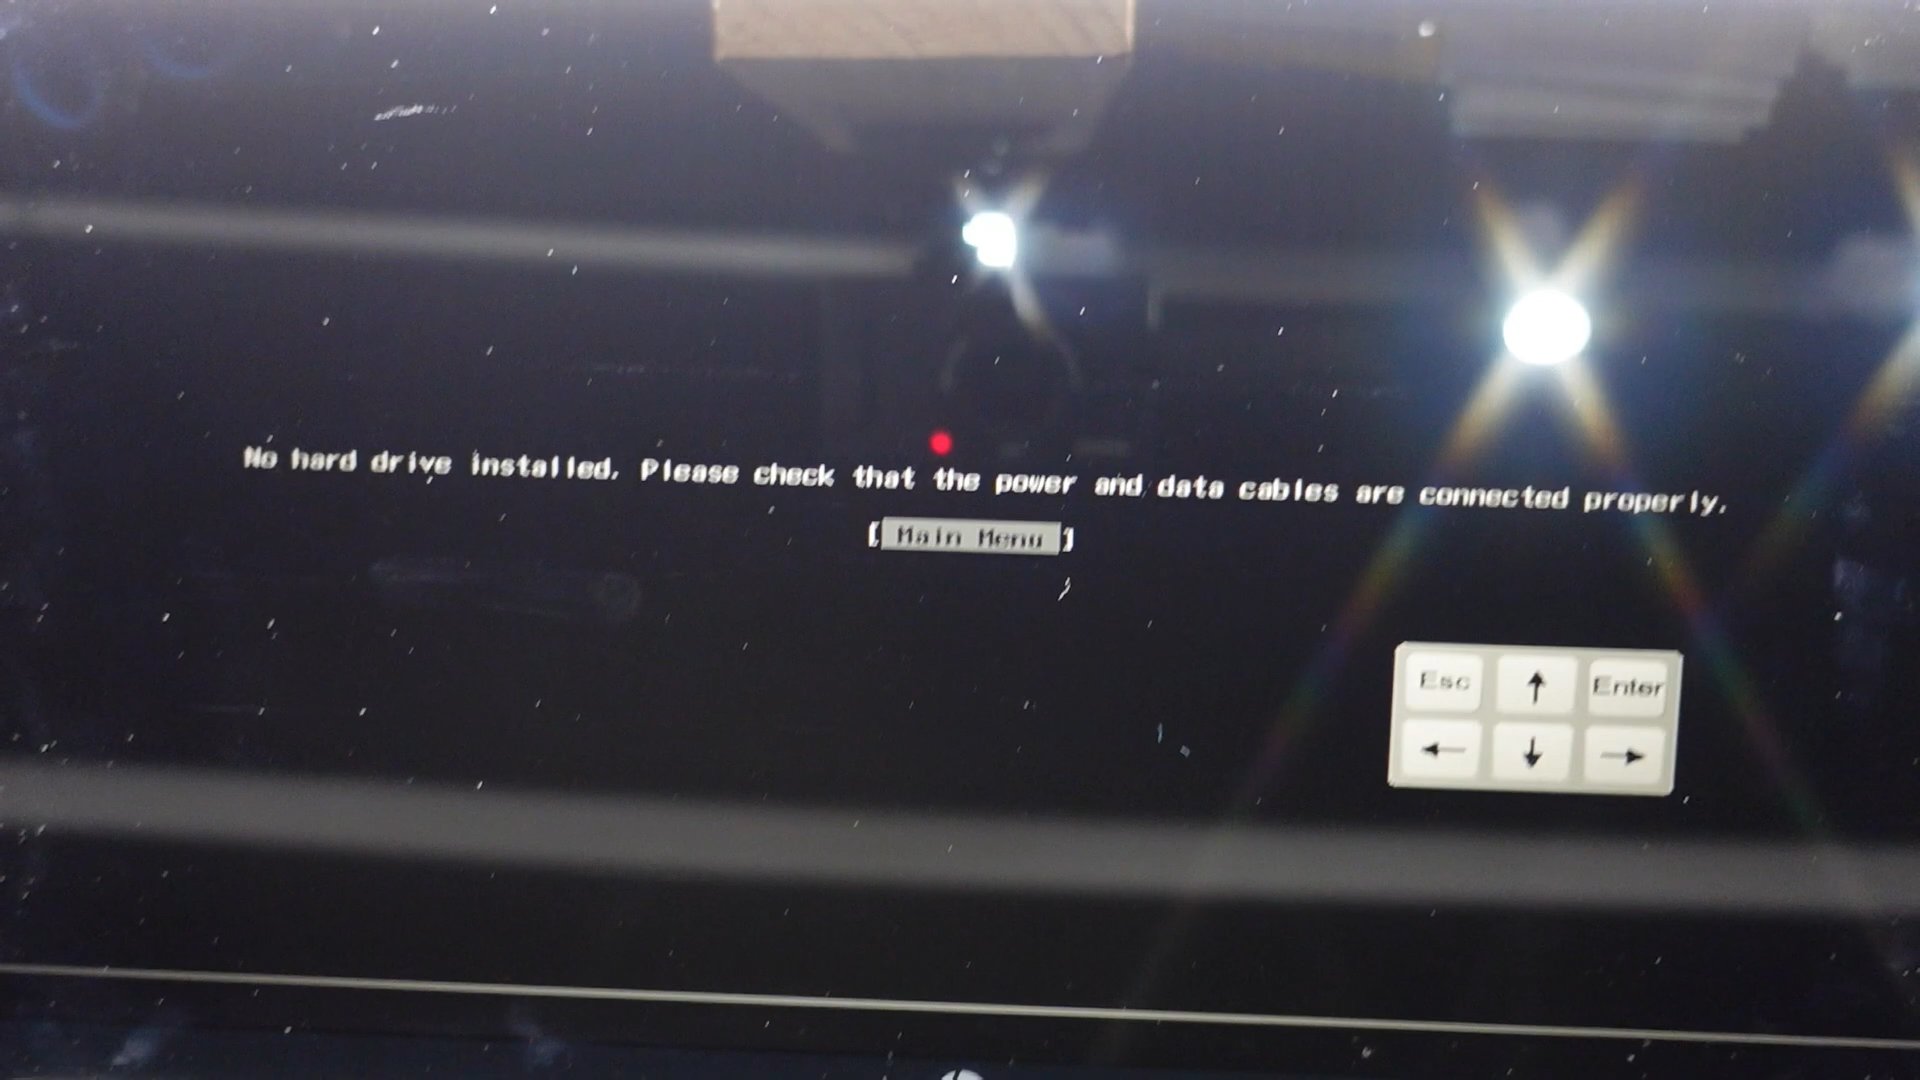 No hard drive installed. Please check that the power and data cables are connected properly.
[ Main Menu ]
Esc ↑ Enter
← ↓ →